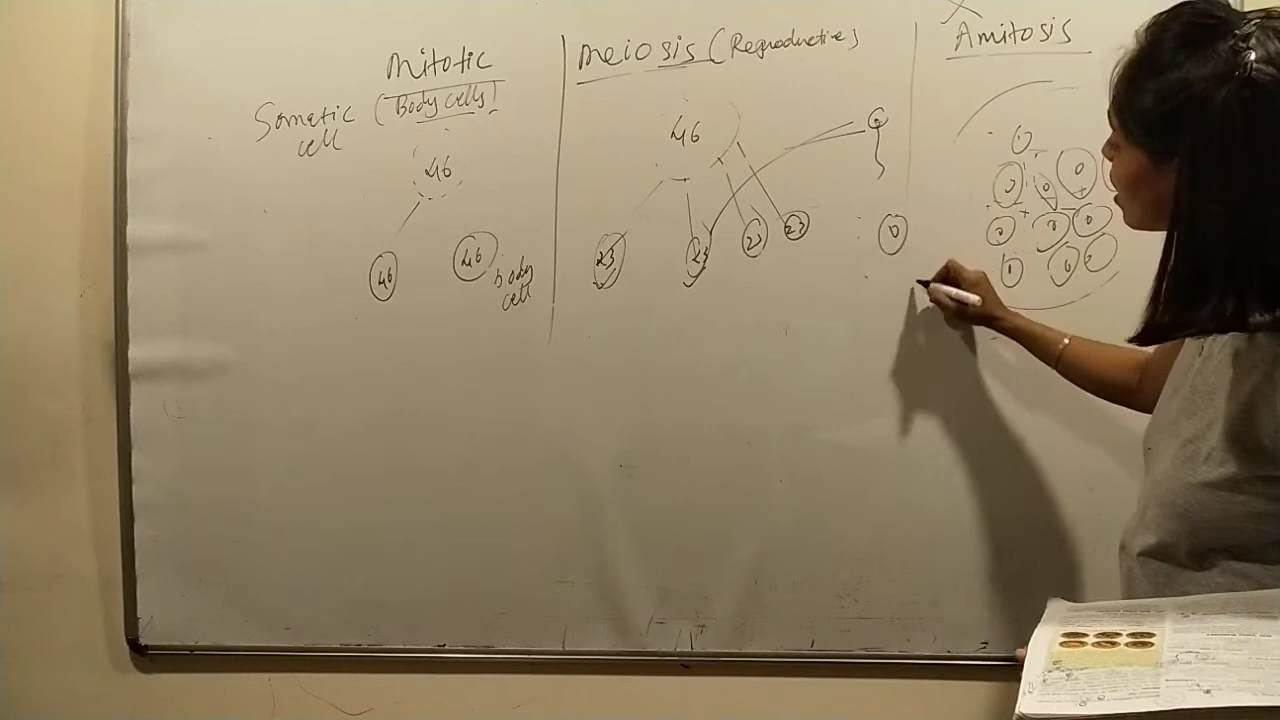 mitotic
Somatic (Body cells)
cell
46
46
46
body
cell
meiosis (Reproductive)
46
23
23
23
23
Amitosis